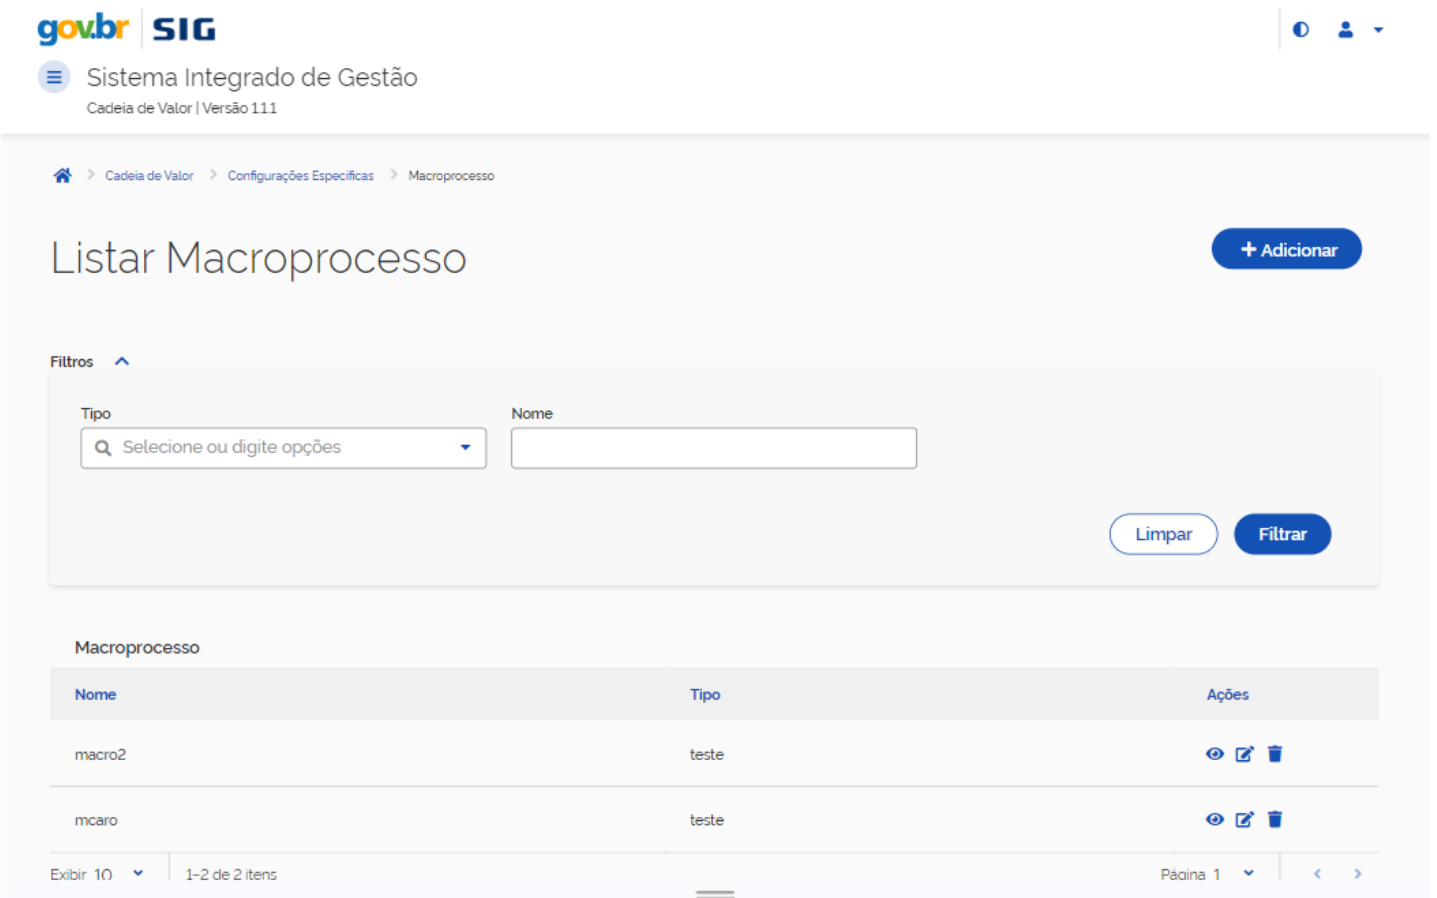 gov.br SIG
Sistema Integrado de Gestão
Cadeia de Valor | Versão 1.1.1
Cadeia de Valor Configurações Específicas Macroprocesso
Listar Macroprocesso
Adicionar
Filtros
Tipo Nome
Selecione ou digite opções
Limpar Filtrar
Macroprocesso
Nome Tipo Ações
macro2 teste
mcaro teste
Exibir 10 1-2 de 2 itens Página 1